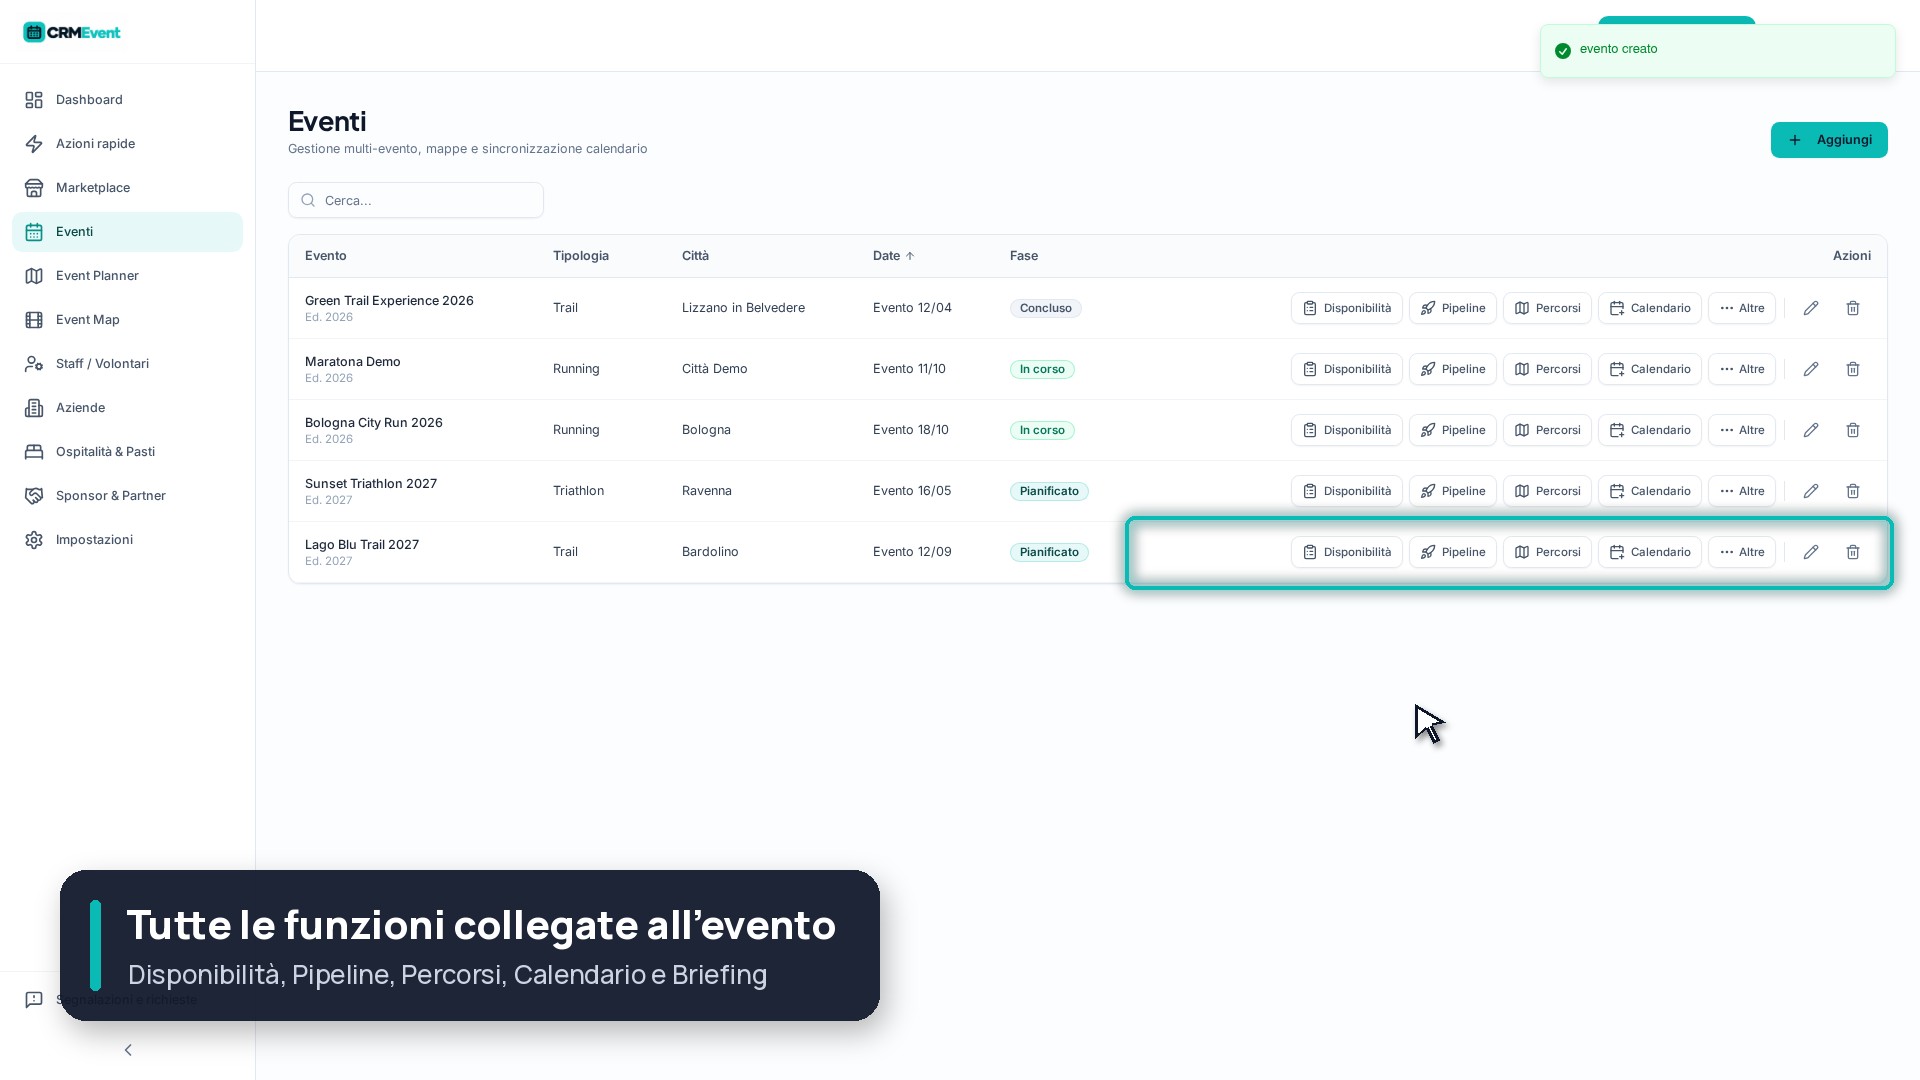 CRMEvent
evento creato
Dashboard
Azioni rapide
Marketplace
Eventi
Event Planner
Event Map
Staff / Volontari
Aziende
Ospitalità & Pasti
Sponsor & Partner
Impostazioni
Segnalazioni e richieste
Eventi
Gestione multi-evento, mappe e sincronizzazione calendario
+ Aggiungi
Cerca...
Evento Tipologia Città Date ↑ Fase Azioni
Green Trail Experience 2026 Trail Lizzano in Belvedere Evento 12/04 Concluso Disponibilità Pipeline Percorsi Calendario ··· Altre
Ed. 2026
Maratona Demo Running Città Demo Evento 11/10 In corso Disponibilità Pipeline Percorsi Calendario ··· Altre
Ed. 2026
Bologna City Run 2026 Running Bologna Evento 18/10 In corso Disponibilità Pipeline Percorsi Calendario ··· Altre
Ed. 2026
Sunset Triathlon 2027 Triathlon Ravenna Evento 16/05 Pianificato Disponibilità Pipeline Percorsi Calendario ··· Altre
Ed. 2027
Lago Blu Trail 2027 Trail Bardolino Evento 12/09 Pianificato Disponibilità Pipeline Percorsi Calendario ··· Altre
Ed. 2027
Tutte le funzioni collegate all’evento
Disponibilità, Pipeline, Percorsi, Calendario e Briefing